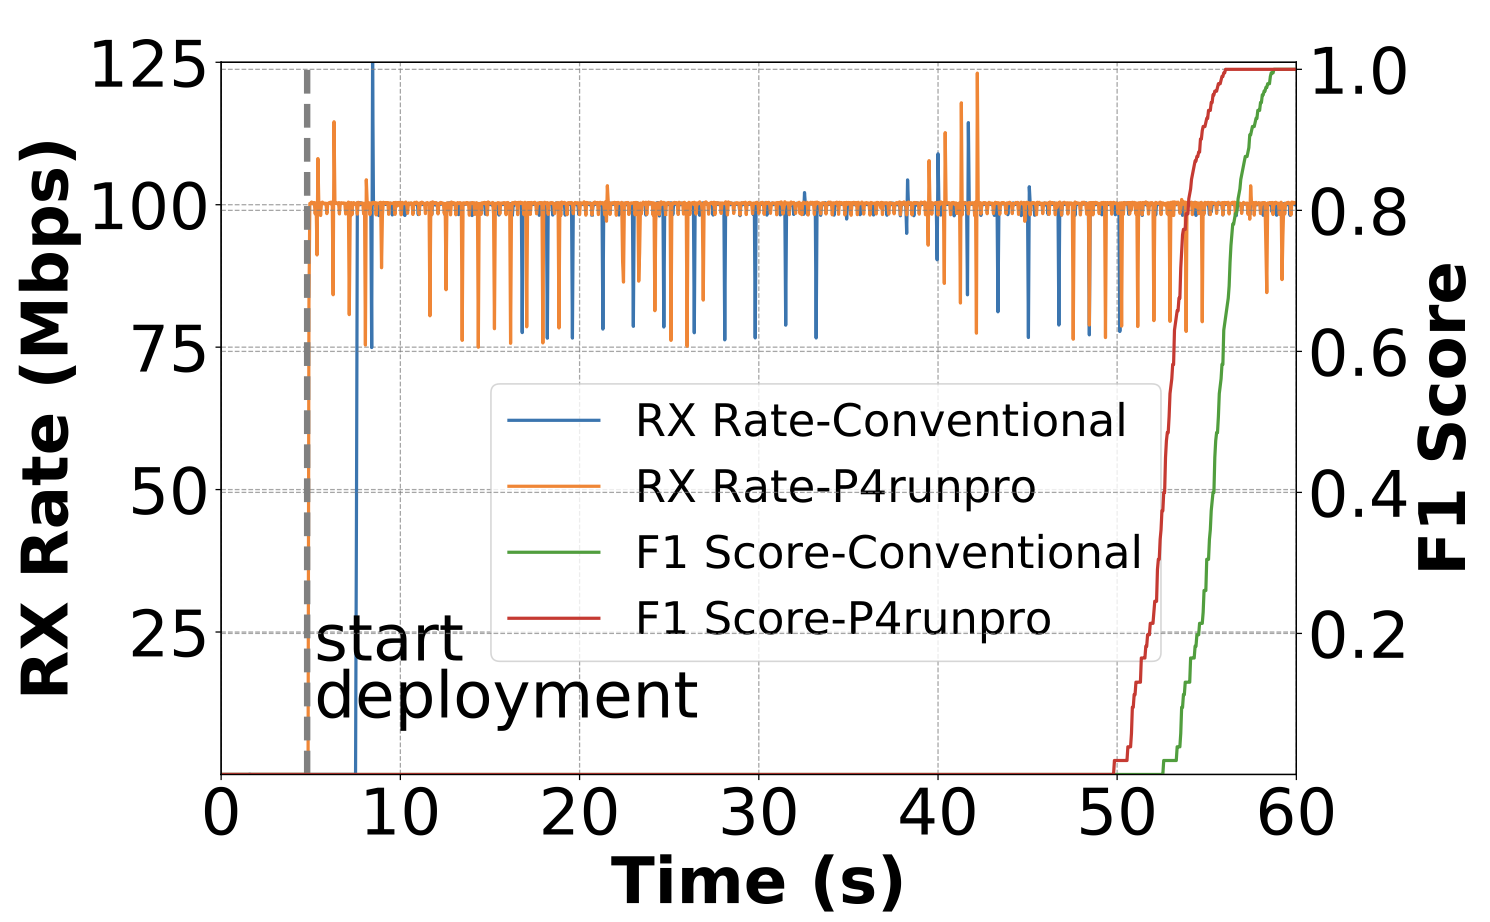 RX Rate (Mbps)
125
100
75
50
25
1.0
0.8
0.6
0.4
0.2
F1 Score
RX Rate-Conventional
RX Rate-P4runpro
F1 Score-Conventional
F1 Score-P4runpro
start
deployment
0 10 20 30 40 50 60
Time (s)